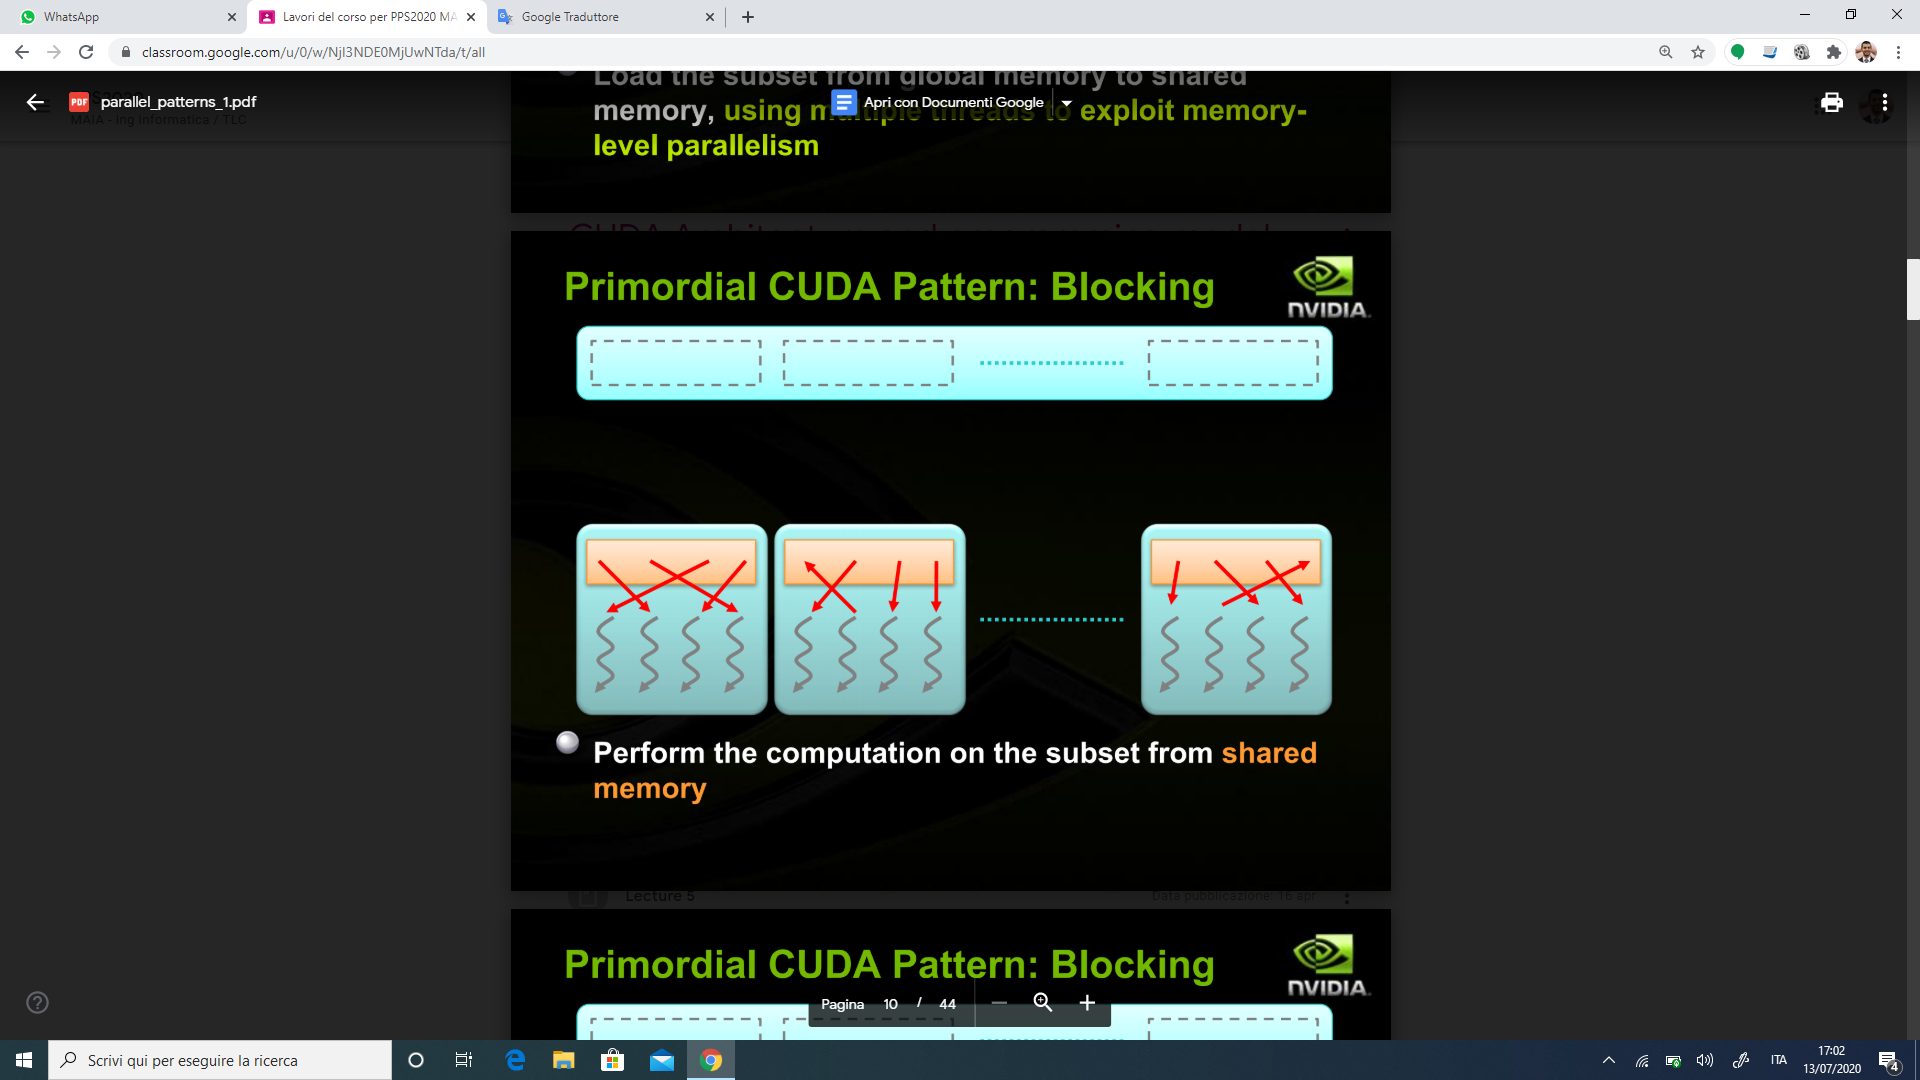 WhatsApp
Lavori del corso per PPS2020 MA
Google Traduttore
classroom.google.com/u/0/w/NjI3NDE0MjUwNTda/t/all
Load the subset from global memory to shared
parallel_patterns_1.pdf
Apri con Documenti Google
memory, using multiple threads to exploit memory-
MAIA - Ing Informatica / TLC
level parallelism
Primordial CUDA Pattern: Blocking
NVIDIA.
Perform the computation on the subset from shared
memory
Lecture 5
Data pubblicazione: 16 apr
Primordial CUDA Pattern: Blocking
NVIDIA.
Pagina 10 / 44
Scrivi qui per eseguire la ricerca
ITA
17:02
13/07/2020
4